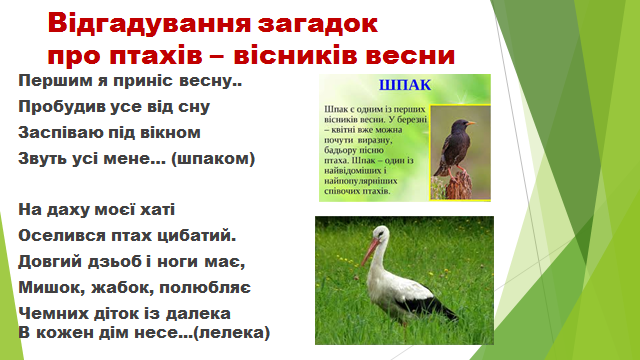 Відгадування загадок
про птахів – вісників весни
Першим я приніс весну..
Пробудив усе від сну
Заспіваю під вікном
Звуть усі мене… (шпаком)
На даху моєї хаті
Оселився птах цибатий.
Довгий дзьоб і ноги має,
Мишок, жабок, полюбляє
Чемних діток із далека
В кожен дім несе…(лелека)
ШПАК
Шпак є одним із перших
вісників весни. У березні
– квітні вже можна
почути виразну,
бадьору пісню
птаха. Шпак – один із
найвідоміших і
найпопулярніших
співочих птахів.